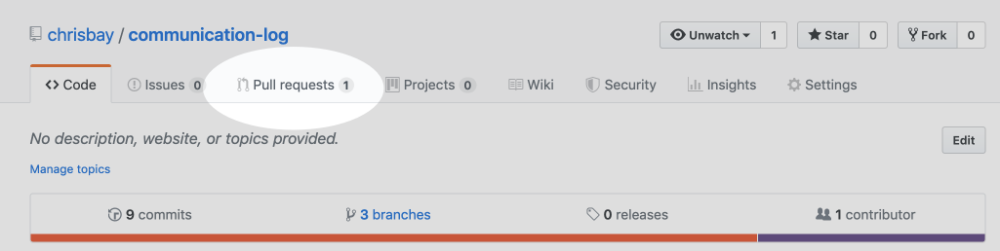 chrisbay / communication-log Unwatch 1 Star 0 Fork 0
Code Issues 0 Pull requests 1 Projects 0 Wiki Security Insights Settings
No description, website, or topics provided. Edit
Manage topics
9 commits 3 branches 0 releases 1 contributor